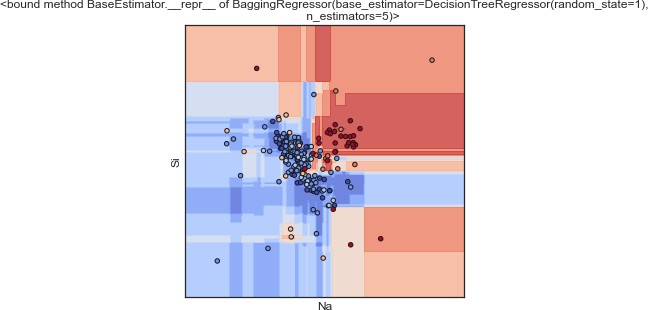 <bound method BaseEstimator.__repr__ of BaggingRegressor(base_estimator=DecisionTreeRegressor(random_state=1),
n_estimators=5)>
Si
Na